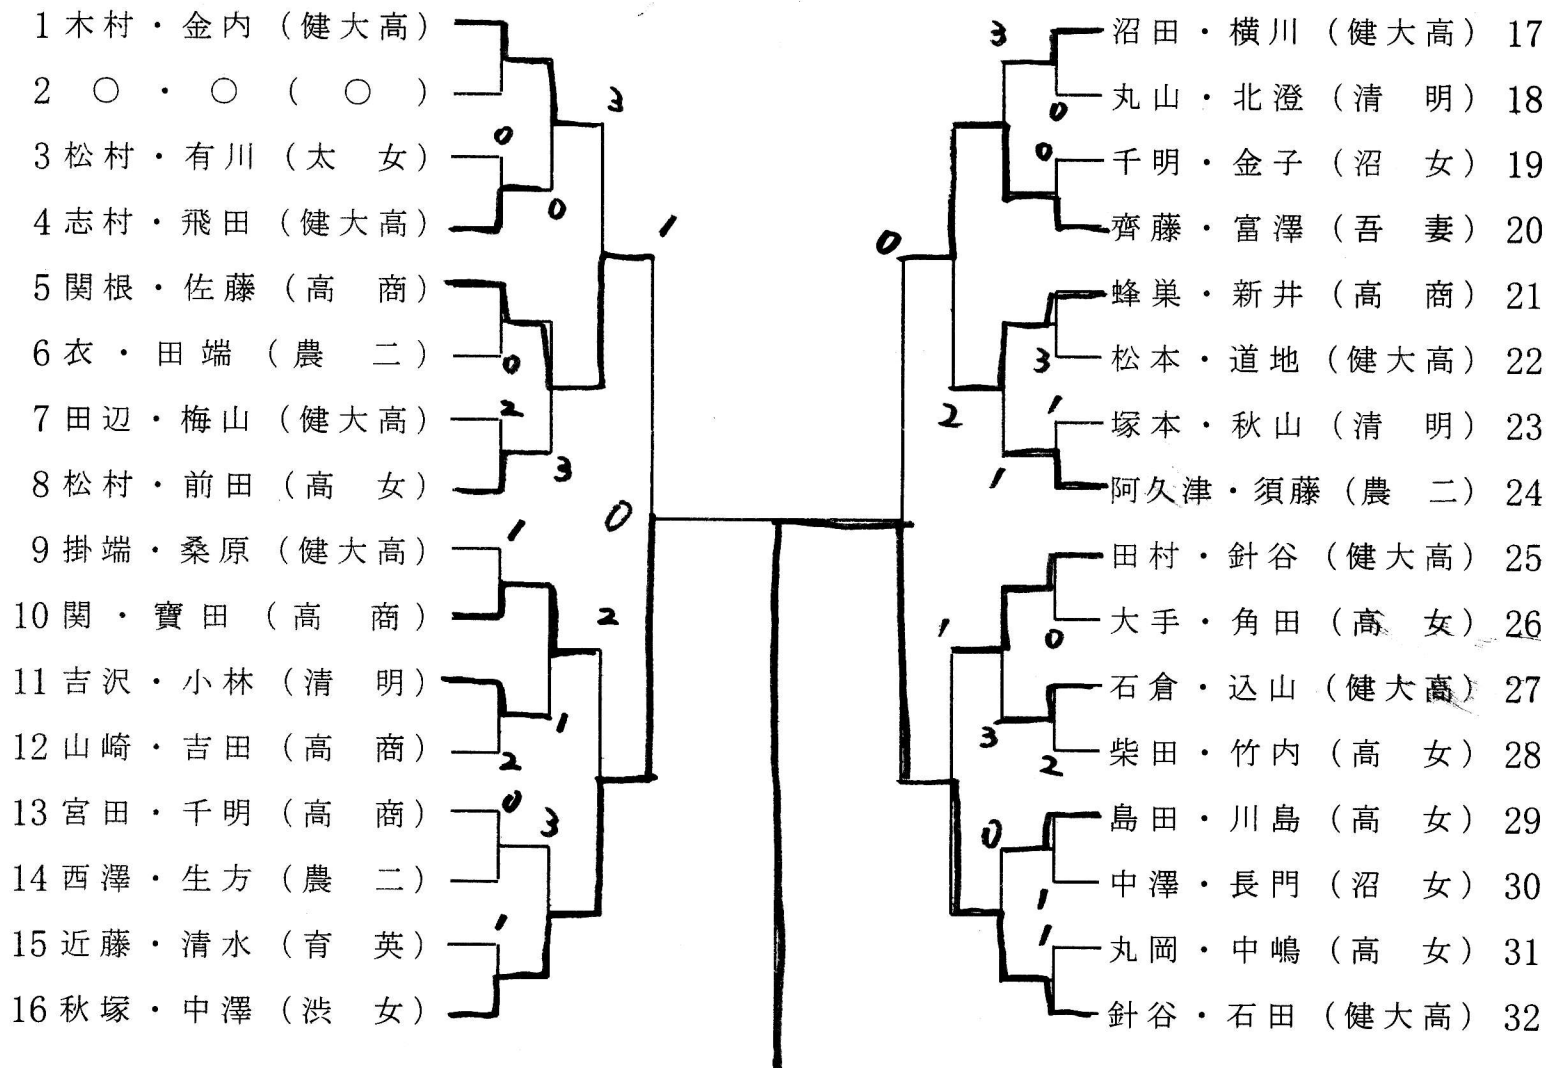 1 木村・金内 (健大高)
2 ○・○ ( ○ )
3 松村・有川 (太 女)
4 志村・飛田 (健大高)
5 関根・佐藤 (高 商)
6 衣・田端 (農 二)
7 田辺・梅山 (健大高)
8 松村・前田 (高 女)
9 掛端・桑原 (健大高)
10 関・寶田 (高 商)
11 吉沢・小林 (清 明)
12 山崎・吉田 (高 商)
13 宮田・千明 (高 商)
14 西澤・生方 (農 二)
15 近藤・清水 (育 英)
16 秋塚・中澤 (渋 女)
0
0
2
1
2
0
1
3
0
3
1
3
3
1
2
0
沼田・横川 (健大高) 17
丸山・北澄 (清 明) 18
千明・金子 (沼 女) 19
齊藤・富澤 (吾 妻) 20
蜂巣・新井 (高 商) 21
松本・道地 (健大高) 22
塚本・秋山 (清 明) 23
阿久津・須藤 (農 二) 24
田村・針谷 (健大高) 25
大手・角田 (高 女) 26
石倉・込山 (健大高) 27
柴田・竹内 (高 女) 28
島田・川島 (高 女) 29
中澤・長門 (沼 女) 30
丸岡・中嶋 (高 女) 31
針谷・石田 (健大高) 32
3
0
0
0
3
1
2
1
0
1
3
2
0
1
1